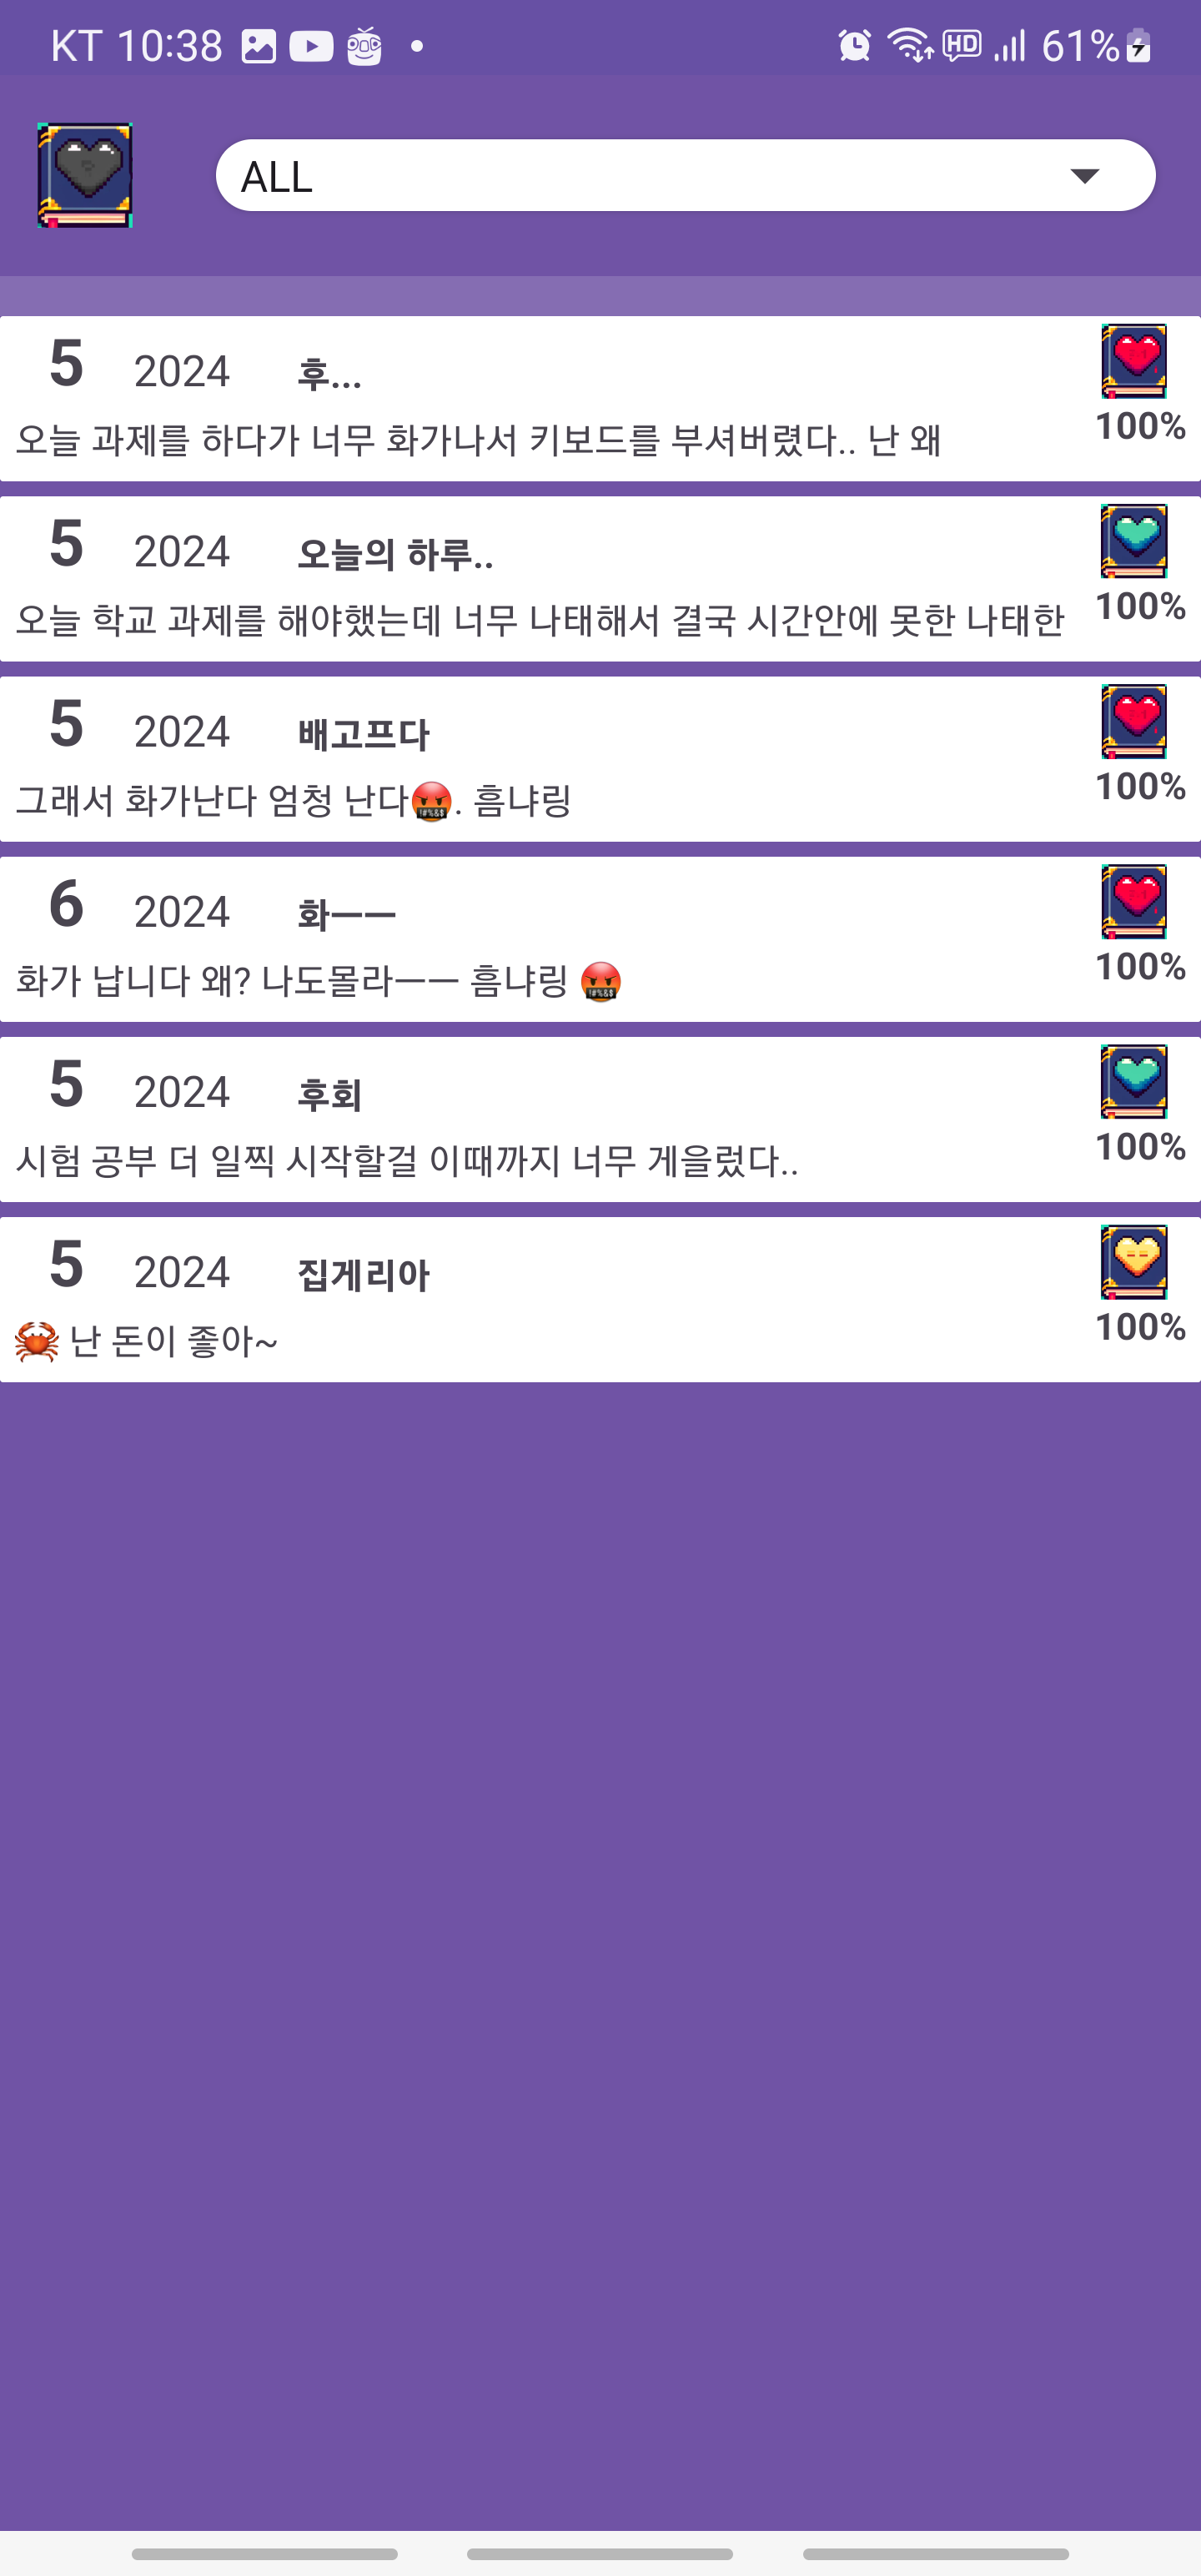 KT 10:38 HD 61%
ALL
5 2024 후...
오늘 과제를 하다가 너무 화가나서 키보드를 부셔버렸다.. 난 왜
100%
5 2024 오늘의 하루..
오늘 학교 과제를 해야했는데 너무 나태해서 결국 시간안에 못한 나태한
100%
5 2024 배고프다
그래서 화가난다 엄청 난다🤬. 흠냐링
100%
6 2024 화ㅡㅡ
화가 납니다 왜? 나도몰라ㅡㅡ 흠냐링 🤬
100%
5 2024 후회
시험 공부 더 일찍 시작할걸 이때까지 너무 게을렀다..
100%
5 2024 집게리아
🦀 난 돈이 좋아~
100%